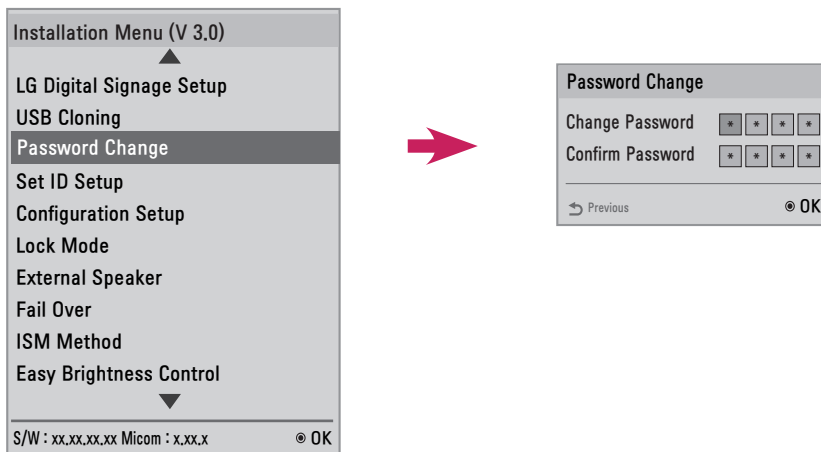 Installation Menu (V 3.0)
LG Digital Signage Setup
USB Cloning
Password Change
Set ID Setup
Configuration Setup
Lock Mode
External Speaker
Fail Over
ISM Method
Easy Brightness Control
S/W : xx.xx.xx.xx Micom : x.xx.x ◉ OK
Password Change
Change Password * * * *
Confirm Password * * * *
Previous ◉ OK